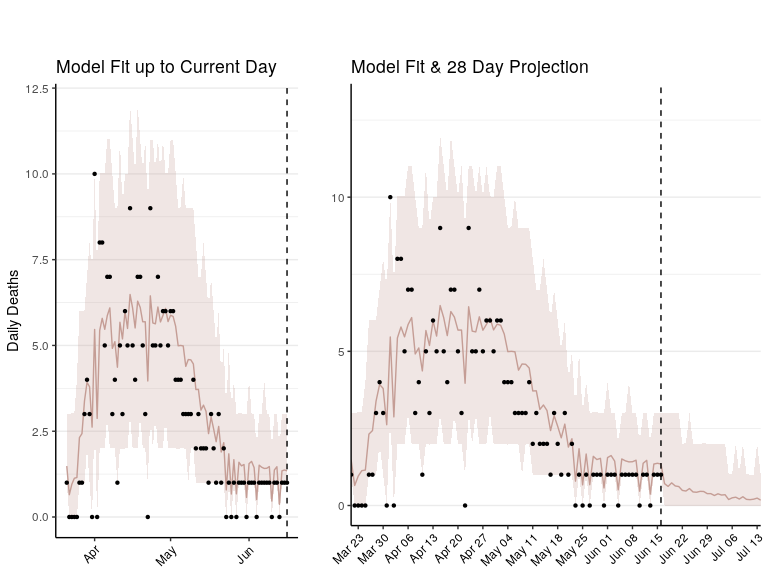 Model Fit up to Current Day
Model Fit & 28 Day Projection
Daily Deaths
12.5
10.0
7.5
5.0
2.5
0.0
Apr
May
Jun
10
5
0
Mar 23
Mar 30
Apr 06
Apr 13
Apr 20
Apr 27
May 04
May 11
May 18
May 25
Jun 01
Jun 08
Jun 15
Jun 22
Jun 29
Jul 06
Jul 13